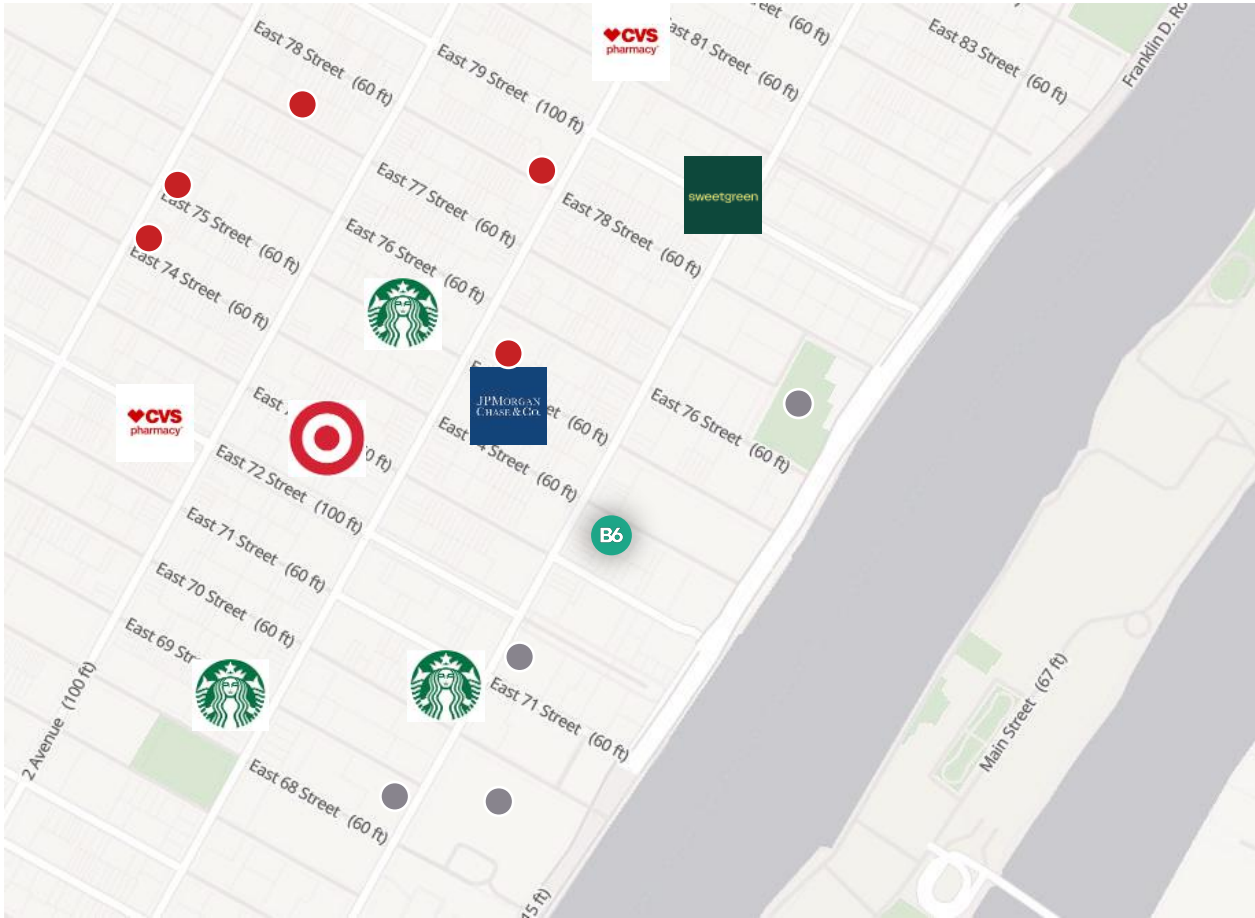 East 78 Street (60 ft)
East 79 Street (100 ft)
CVS
pharmacy
East 81 Street (60 ft)
(60 ft)
East 83 Street (60 ft)
Franklin D.
East 77 Street (60 ft)
East 78 Street (60 ft)
sweetgreen
East 75 Street (60 ft)
East 76 Street (60 ft)
East 74 Street (60 ft)
JPMORGAN
CHASE & CO.
East 76 Street (60 ft)
Street (60 ft)
CVS
pharmacy
East
East 72 Street (100 ft)
East 71 Street (60 ft)
B6
East 70 Street (60 ft)
East 69
East 71 Street (60 ft)
2 Avenue (100 ft)
East 68 Street (60 ft)
Main Street (67 ft)